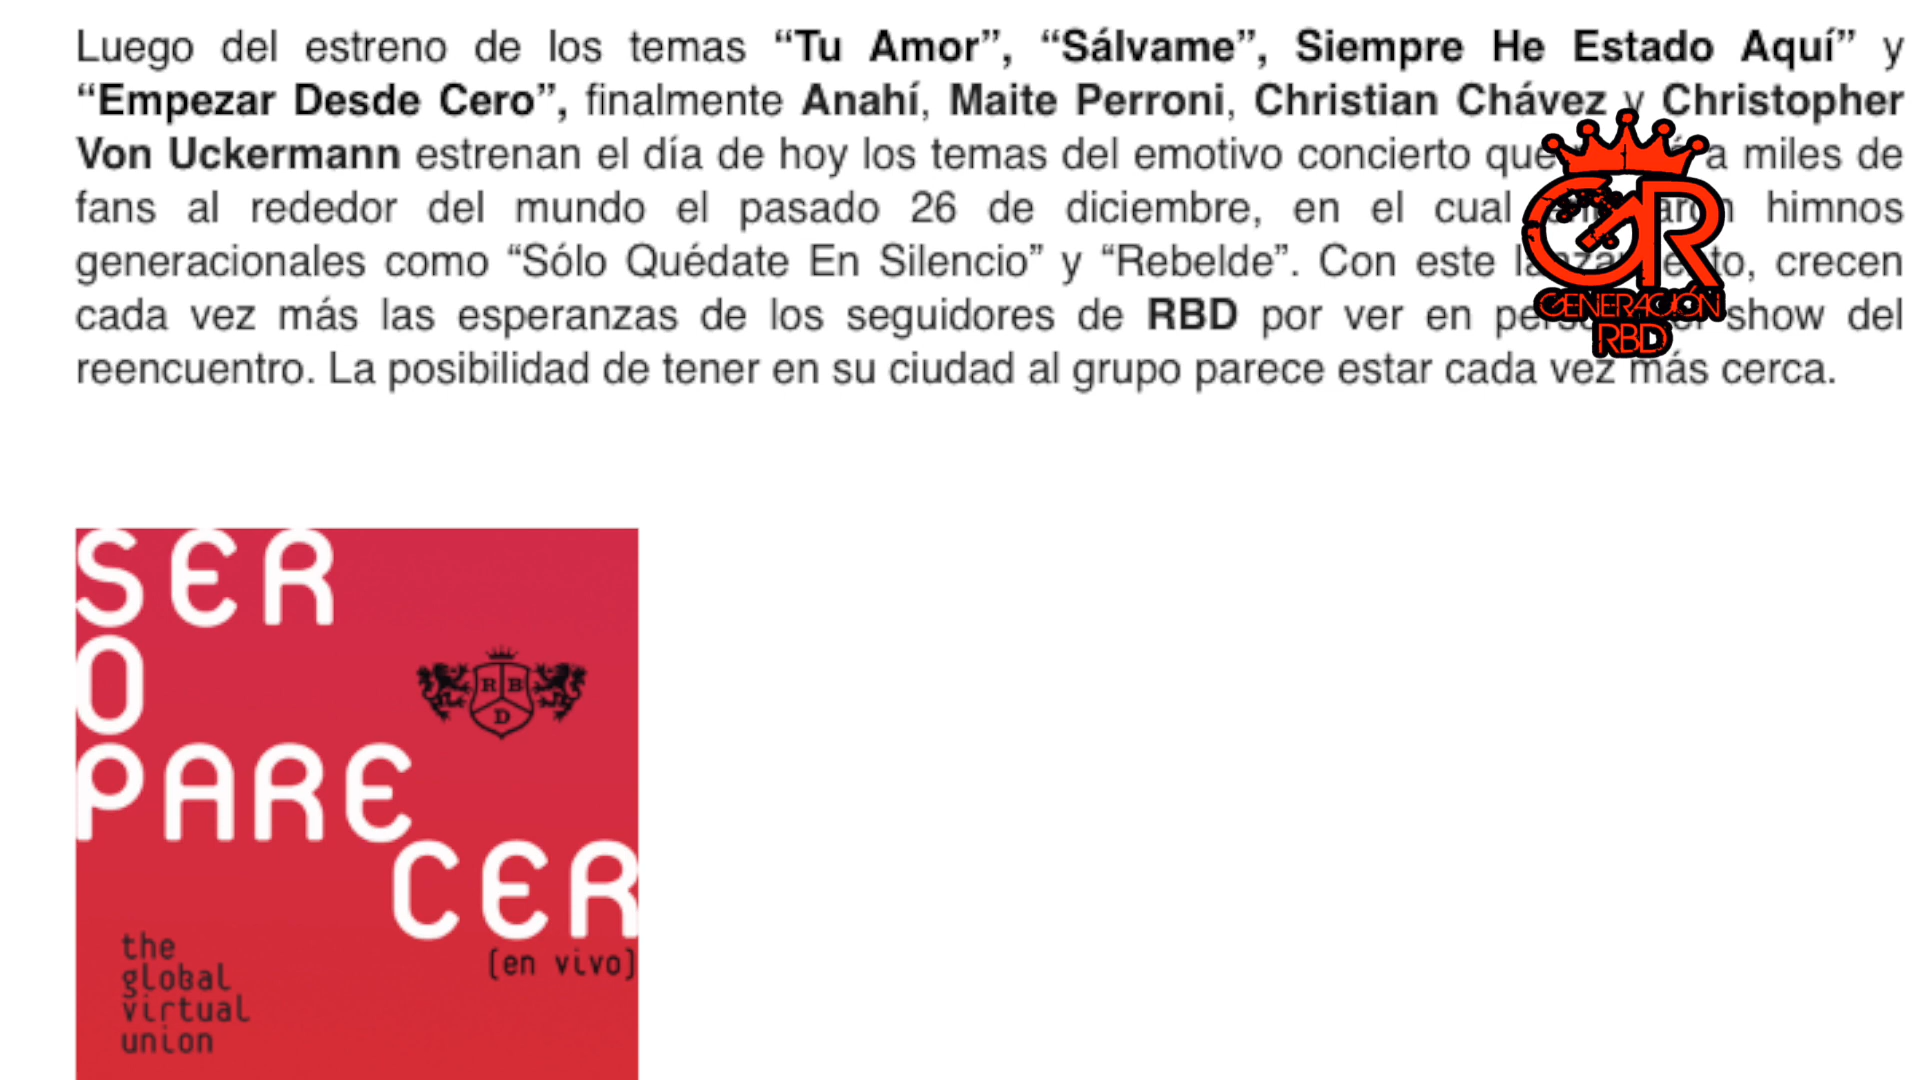 Luego del estreno de los temas “Tu Amor”, “Sálvame”, Siempre He Estado Aquí” y
“Empezar Desde Cero”, finalmente Anahí, Maite Perroni, Christian Chávez y Christopher
Von Uckermann estrenan el día de hoy los temas del emotivo concierto que a miles de
fans al rededor del mundo el pasado 26 de diciembre, en el cual himnos
generacionales como “Sólo Quédate En Silencio” y “Rebelde”. Con este lanzamiento, crecen
cada vez más las esperanzas de los seguidores de RBD por ver en persona el show del
reencuentro. La posibilidad de tener en su ciudad al grupo parece estar cada vez más cerca.
GR
GENERACIÓN
RBD
SER
O
PARE
CER
(en vivo)
R B
D
the
global
virtual
union